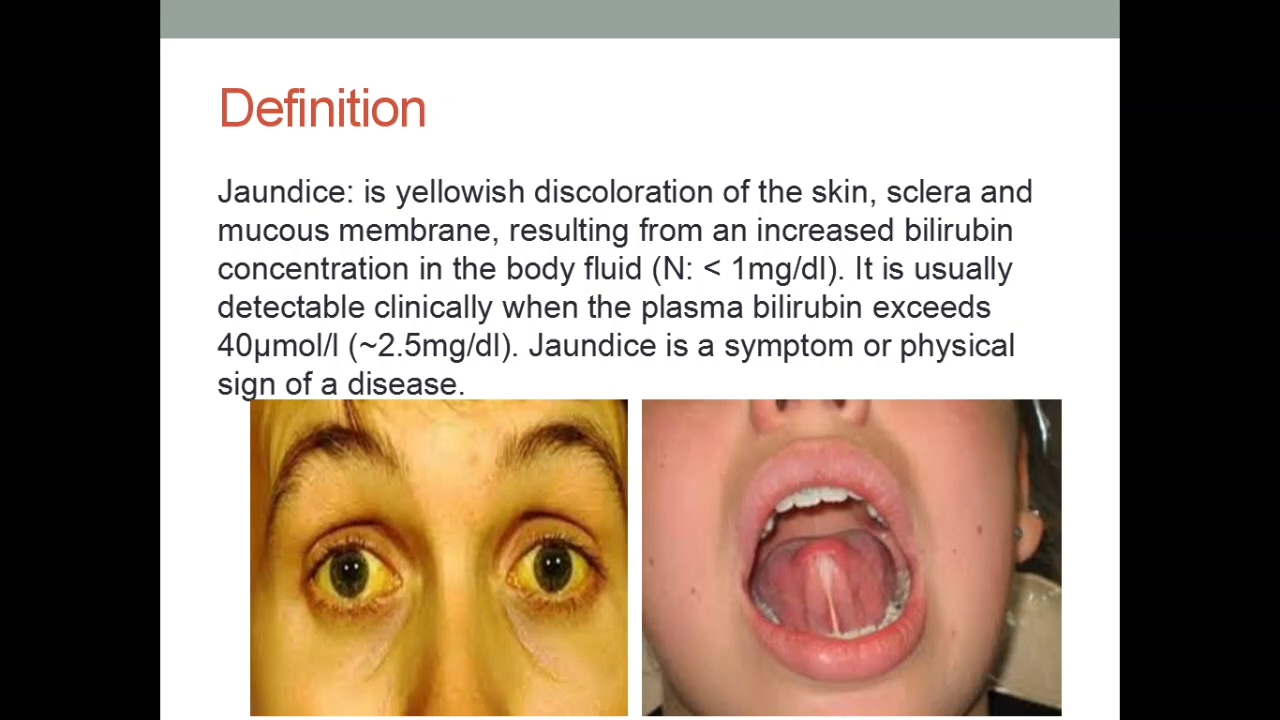 Definition
Jaundice: is yellowish discoloration of the skin, sclera and
mucous membrane, resulting from an increased bilirubin
concentration in the body fluid (N: < 1mg/dl). It is usually
detectable clinically when the plasma bilirubin exceeds
40µmol/l (~2.5mg/dl). Jaundice is a symptom or physical
sign of a disease.